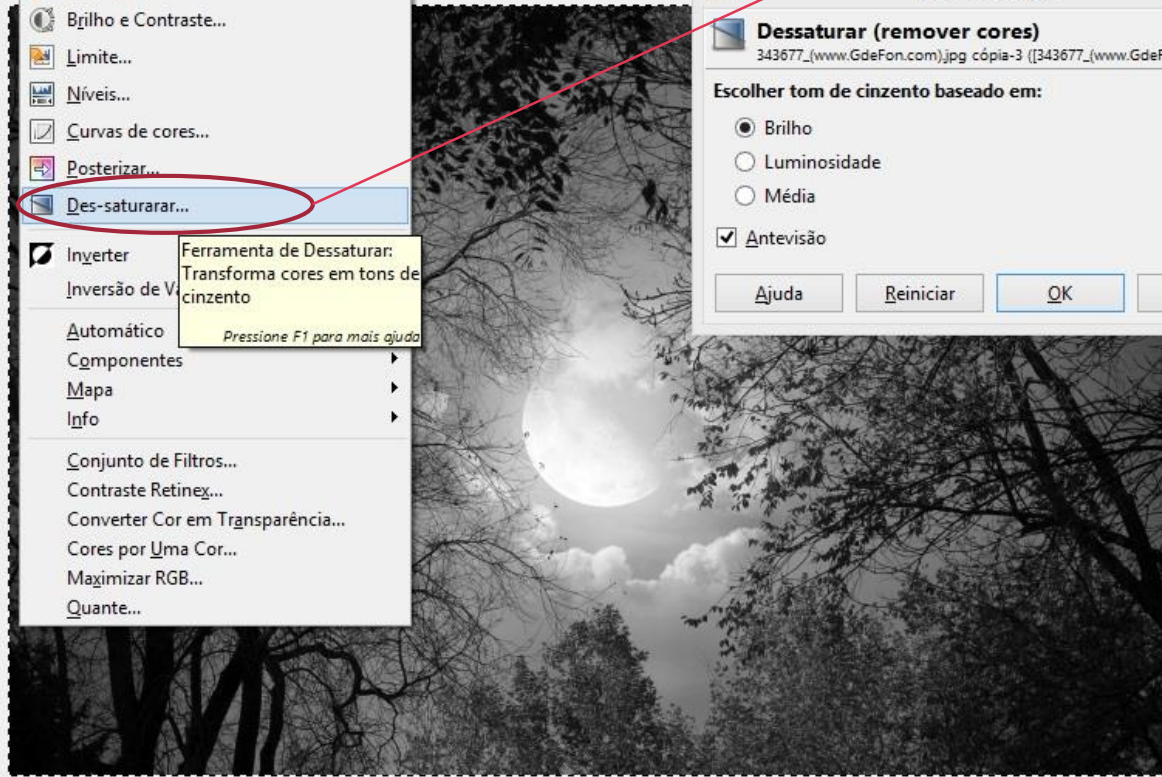 Brilho e Contraste...
Limite...
Níveis...
Curvas de cores...
Posterizar...
Des-saturarar...
Inverter
Inversão de
Automático
Componentes
Mapa
Info
Conjunto de Filtros...
Contraste Retinex...
Converter Cor em Transparência...
Cores por Uma Cor...
Maximizar RGB...
Quante...
Ferramenta de Dessaturar:
Transforma cores em tons de
cinzento
Pressione F1 para mais ajuda
Dessaturar (remover cores)
343677_(www.GdeFon.com).jpg cópia-3 ([343677_(www.GdeF
Escolher tom de cinzento baseado em:
Brilho
Luminosidade
Média
Antevisão
Ajuda
Reiniciar
OK